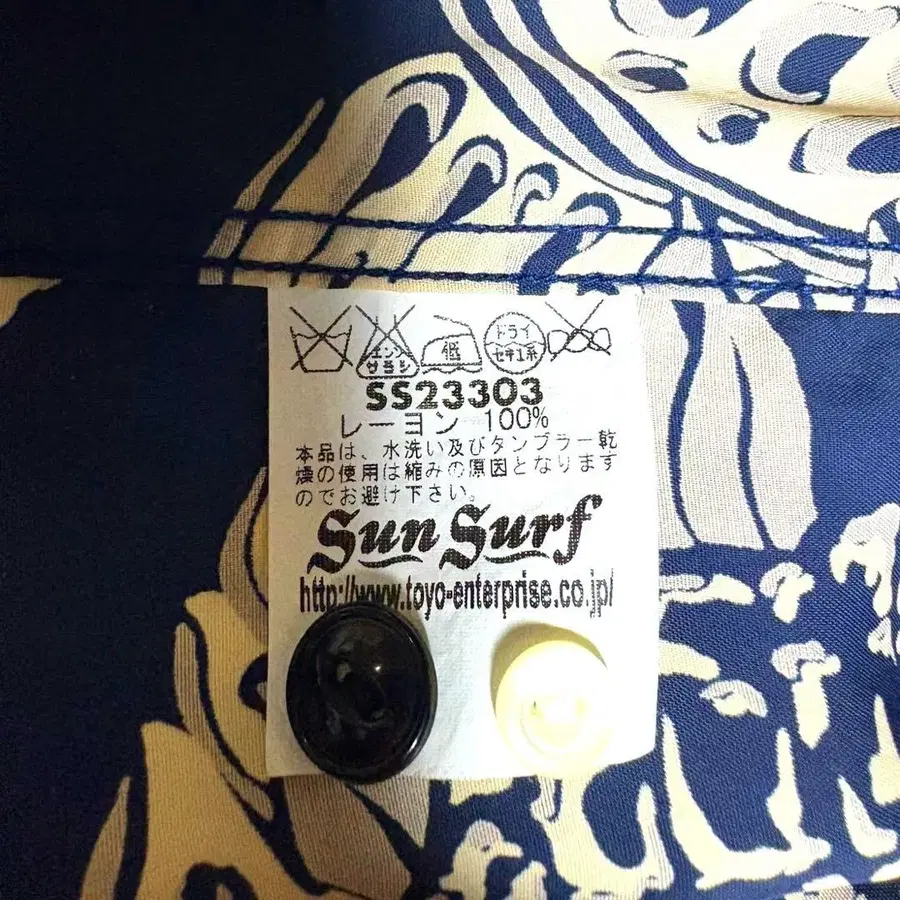 エンソ サラシ
低
ドライ
セキユ系
SS23303
レーヨン 100%
本品は、水洗い及びタンブラー乾
燥の使用は縮みの原因となります
のでお避け下さい。
Sun Surf
http://www.toyo-enterprise.co.jp/